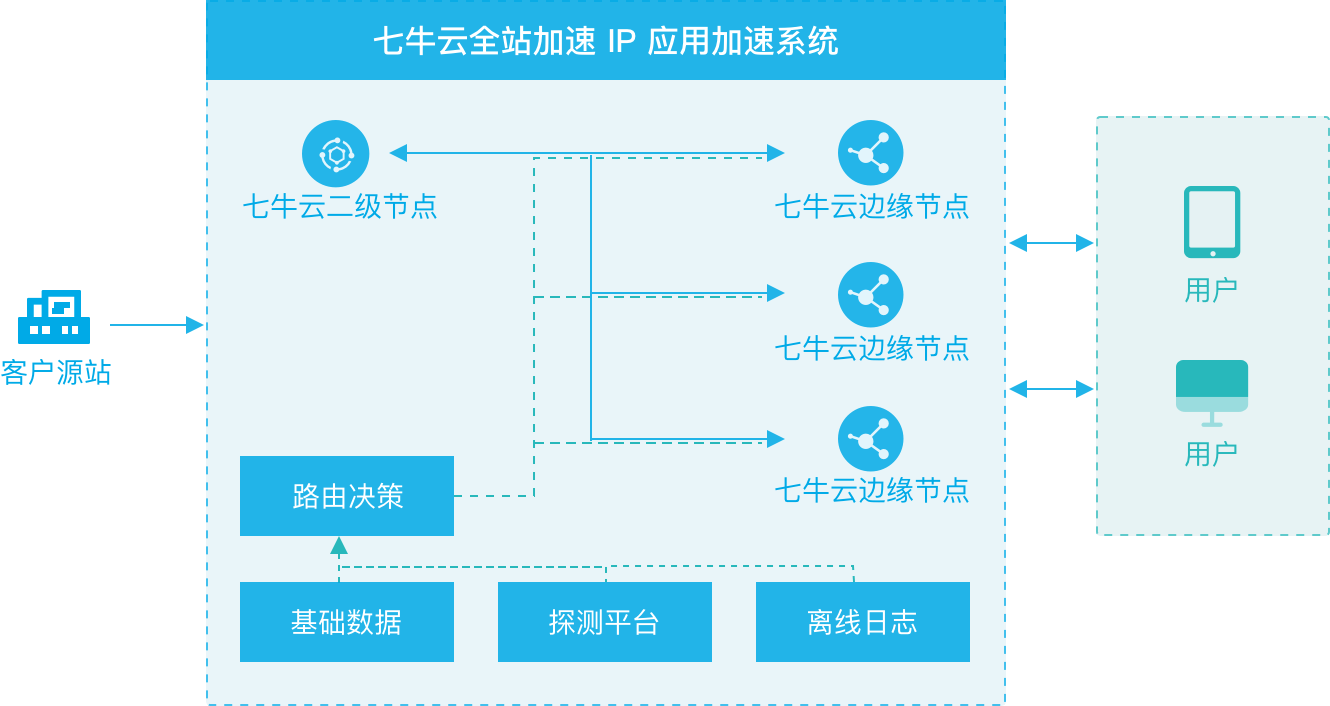 七牛云全站加速 IP 应用加速系统
七牛云二级节点
七牛云边缘节点
用户
七牛云边缘节点
客户源站
用户
七牛云边缘节点
路由决策
基础数据
探测平台
离线日志